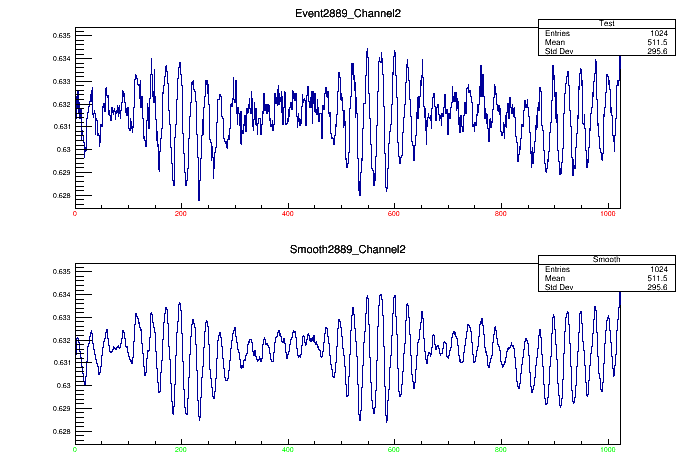 Event2889_Channel2
Test
Entries 1024
Mean 511.5
Std Dev 295.6
0.635
0.634
0.633
0.632
0.631
0.63
0.629
0.628
0 200 400 600 800 1000
Smooth2889_Channel2
Smooth
Entries 1024
Mean 511.5
Std Dev 295.6
0.635
0.634
0.633
0.632
0.631
0.63
0.629
0.628
0 200 400 600 800 1000